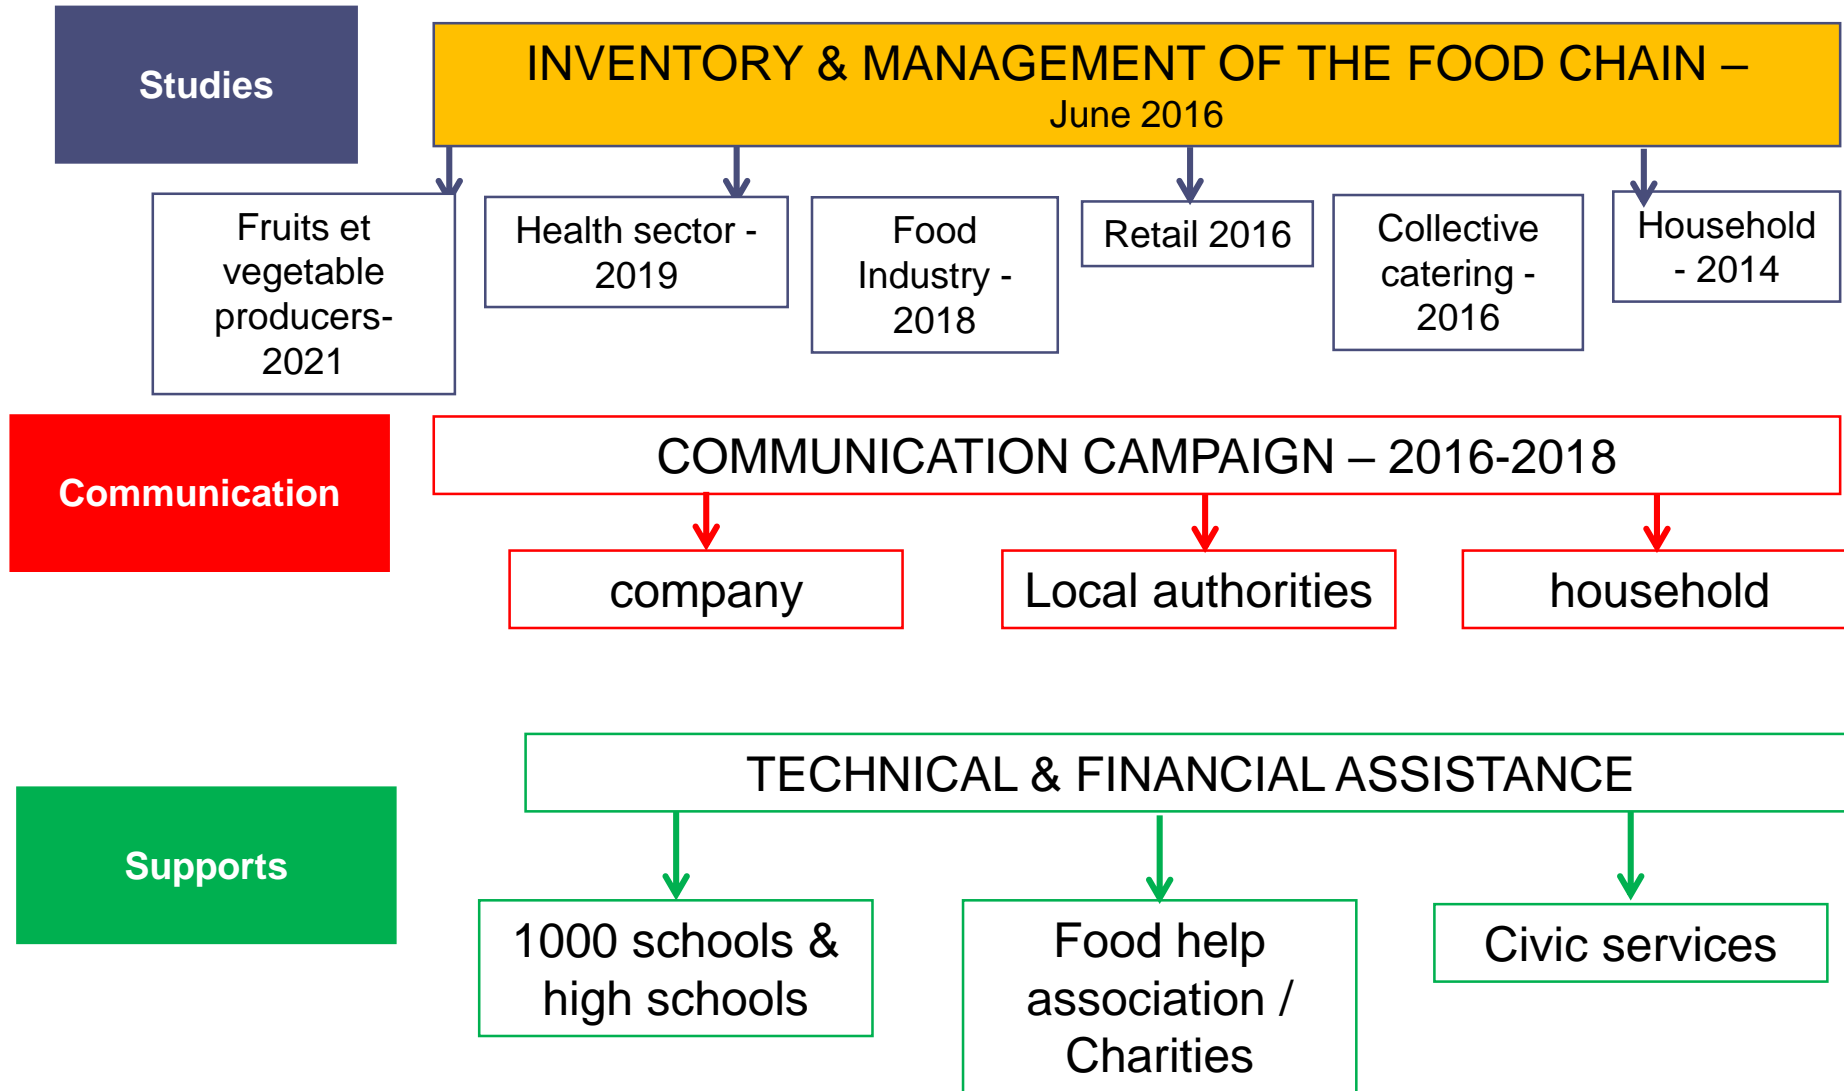 Studies
INVENTORY & MANAGEMENT OF THE FOOD CHAIN –
June 2016
Fruits et
vegetable
producers-
2021
Health sector -
2019
Food
Industry -
2018
Retail 2016
Collective
catering -
2016
Household
- 2014
Communication
COMMUNICATION CAMPAIGN – 2016-2018
company
Local authorities
household
Supports
TECHNICAL & FINANCIAL ASSISTANCE
1000 schools &
high schools
Food help
association /
Charities
Civic services